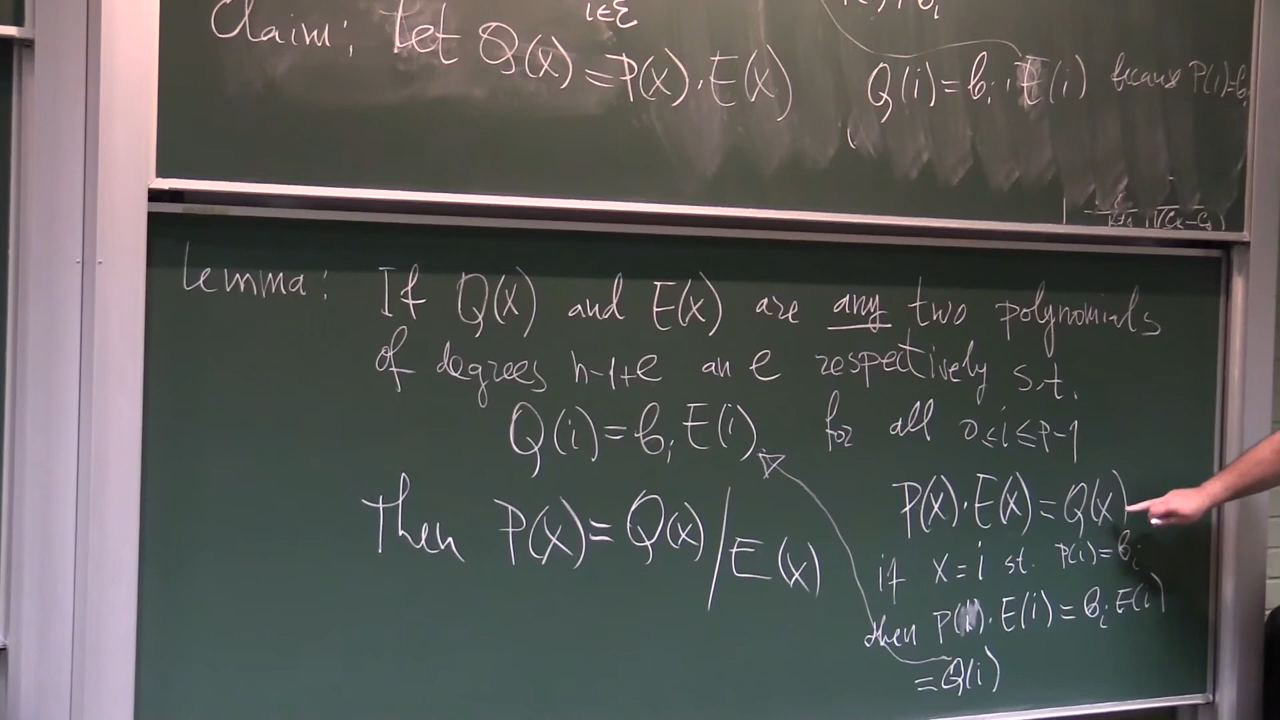 i∈ℰ
Claim: Let Q(x) = P(x).E(x)
Q(i) = b_i . E(i) because P(i)=b_i
Lemma: If Q(x) and E(x) are any two polynomials
of degrees n-1+e an e respectively s.t.
Q(i) = b_i E(i) for all 0≤i≤p-1
Then P(x) = Q(x)/E(x)
P(x).E(x) = Q(x)
if x=i st. P(i)=b_i
then P(i).E(i) = b_i E(i)
=Q(i)